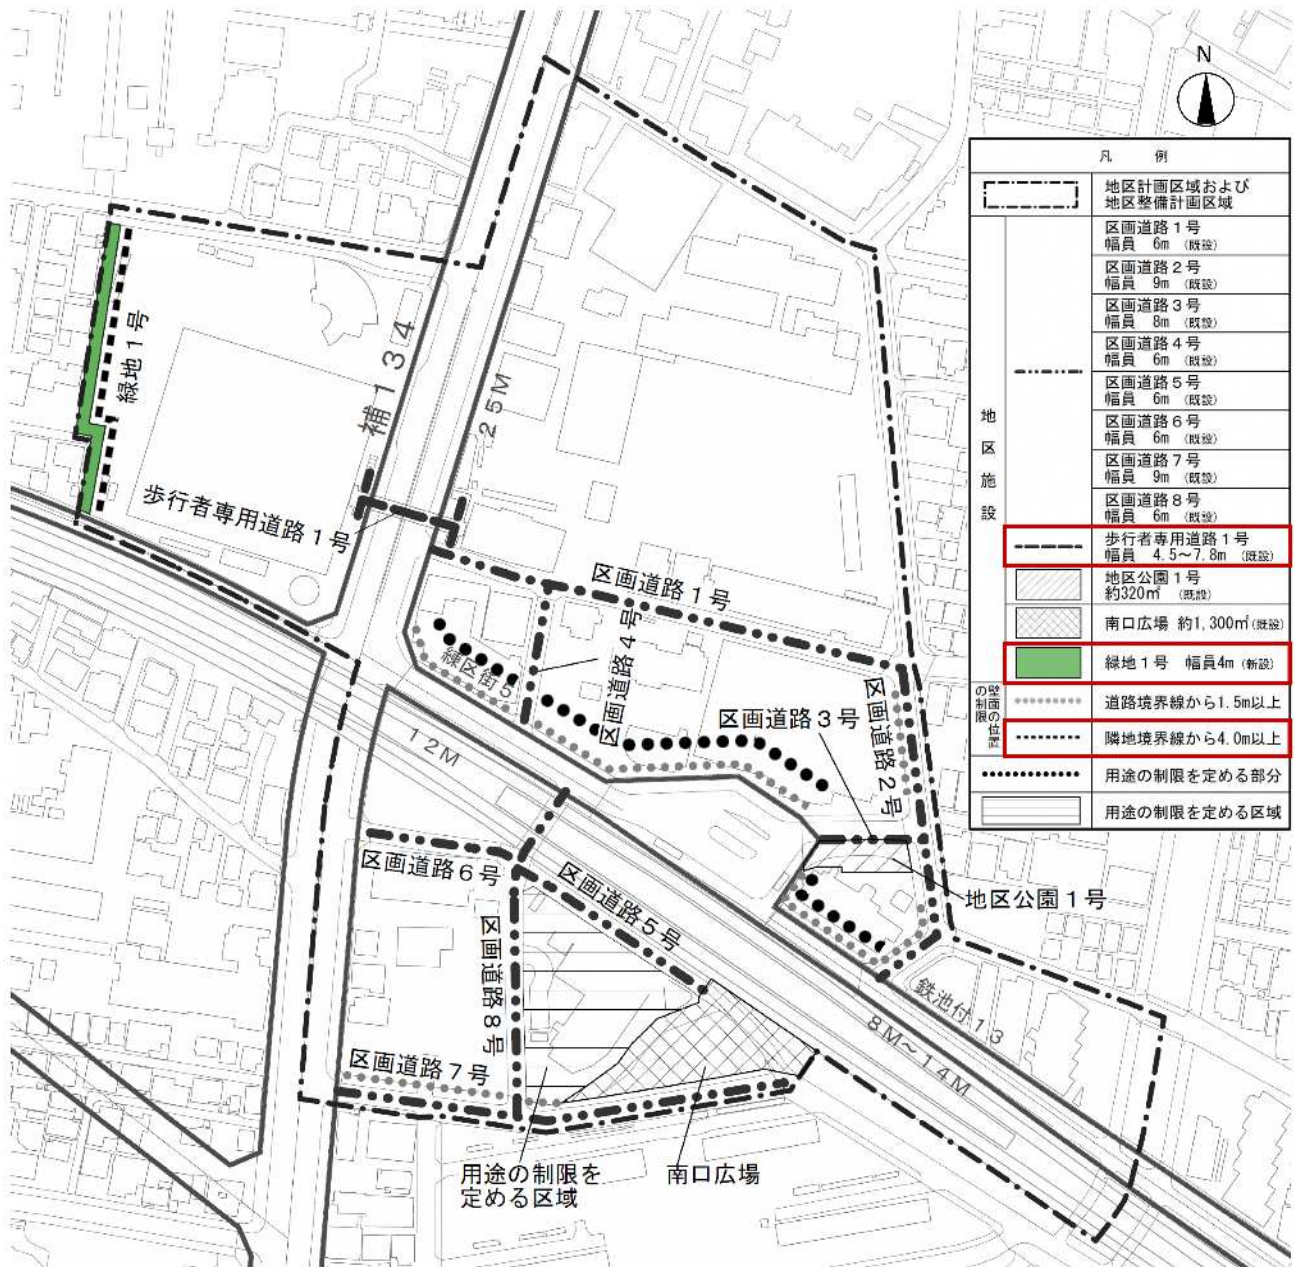 N
凡 例
地区計画区域および
地区整備計画区域
地区施設
区画道路1号
幅員 6m (既設)
区画道路2号
幅員 9m (既設)
区画道路3号
幅員 8m (既設)
区画道路4号
幅員 6m (既設)
区画道路5号
幅員 6m (既設)
区画道路6号
幅員 6m (既設)
区画道路7号
幅員 9m (既設)
区画道路8号
幅員 6m (既設)
歩行者専用道路1号
幅員 4.5~7.8m (既設)
地区公園1号
約320㎡ (既設)
南口広場 約1,300㎡(既設)
緑地1号 幅員4m (新設)
壁面の位置
の制限
道路境界線から1.5m以上
隣地境界線から4.0m以上
用途の制限を定める部分
用途の制限を定める区域
緑地1号
補134
25M
歩行者専用道路1号
区画道路1号
練区街5
区画道路4号
区画道路3号
区画道路2号
12M
区画道路6号
区画道路5号
地区公園1号
区画道路8号
鉄池付13
8M~14M
区画道路7号
用途の制限を
定める区域
南口広場